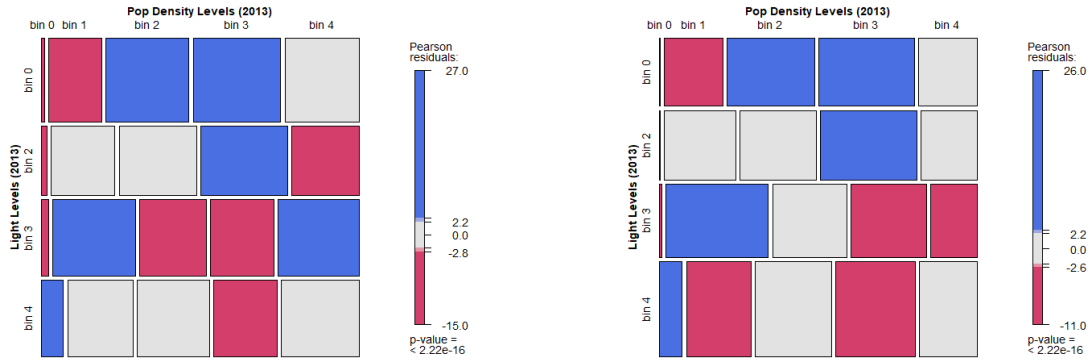 Pop Density Levels (2013)
bin 0 bin 1 bin 2 bin 3 bin 4
Light Levels (2013)
bin 0
bin 2
bin 3
bin 4
Pearson
residuals:
27.0
2.2
0.0
-2.8
-15.0
p-value =
< 2.22e-16
Pop Density Levels (2013)
bin 0 bin 1 bin 2 bin 3 bin 4
Light Levels (2013)
bin 0
bin 2
bin 3
bin 4
Pearson
residuals:
26.0
2.2
0.0
-2.6
-11.0
p-value =
< 2.22e-16